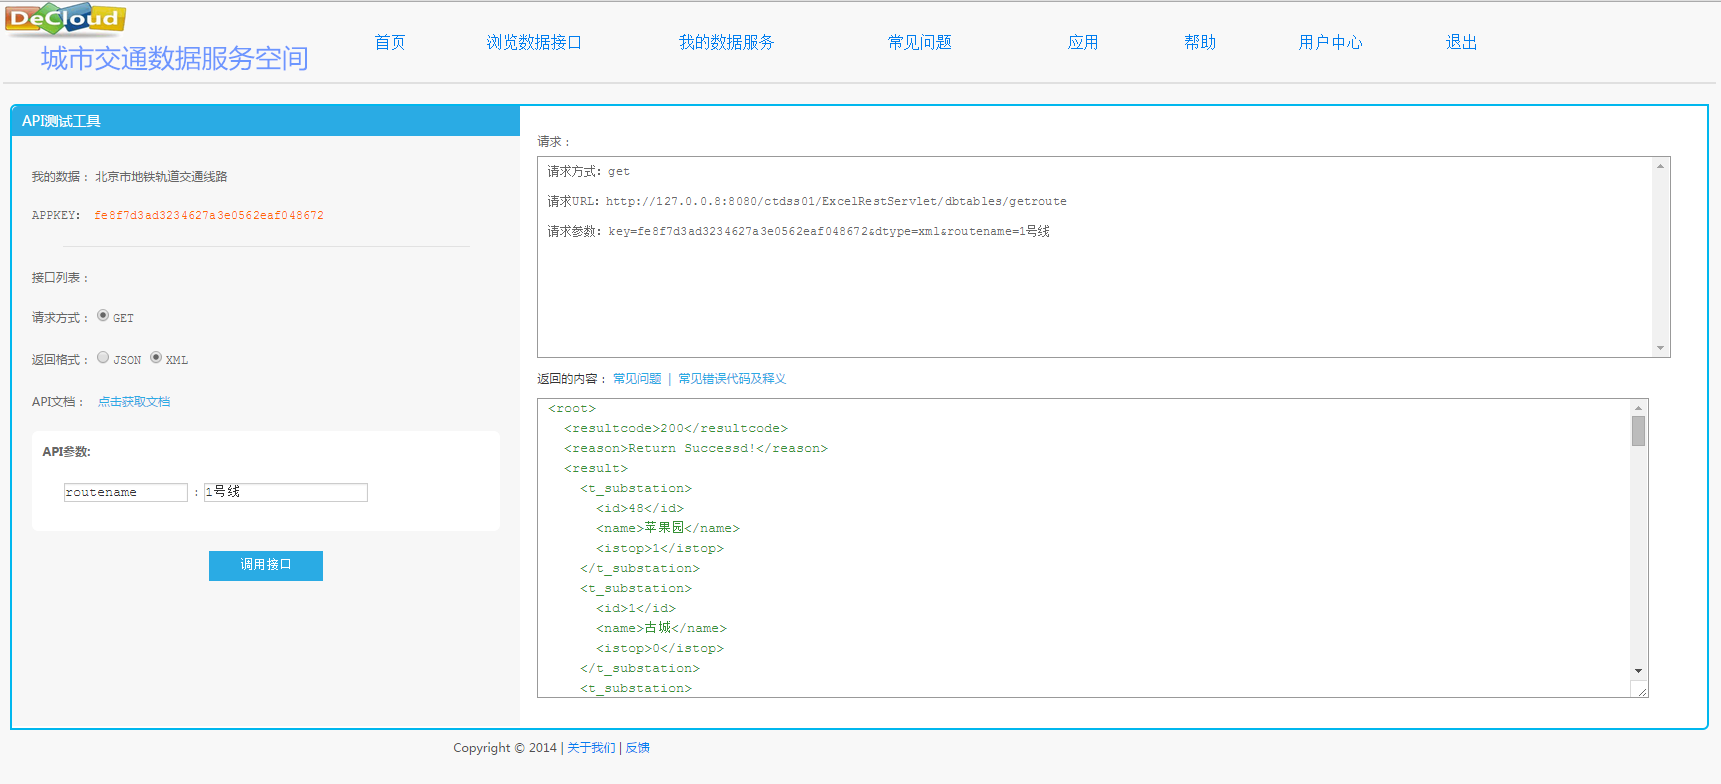 DeCloud
城市交通数据服务空间
首页 浏览数据接口 我的数据服务 常见问题 应用 帮助 用户中心 退出
API测试工具
我的数据： 北京市地铁轨道交通线路
APPKEY: fe8f7d3ad3234627a3e0562eaf048672
接口列表：
请求方式： GET
返回格式： JSON XML
API文档： 点击获取文档
API参数:
routename : 1号线
调用接口
请求：
请求方式: get
请求URL: http://127.0.0.8:8080/ctdss01/ExcelRestServlet/dbtables/getroute
请求参数: key=fe8f7d3ad3234627a3e0562eaf048672&dtype=xml&routename=1号线
返回的内容： 常见问题 | 常见错误代码及释义
<root>
<resultcode>200</resultcode>
<reason>Return Successd!</reason>
<result>
<t_substation>
<id>48</id>
<name>苹果园</name>
<istop>1</istop>
</t_substation>
<t_substation>
<id>1</id>
<name>古城</name>
<istop>0</istop>
</t_substation>
<t_substation>
Copyright © 2014 | 关于我们 | 反馈